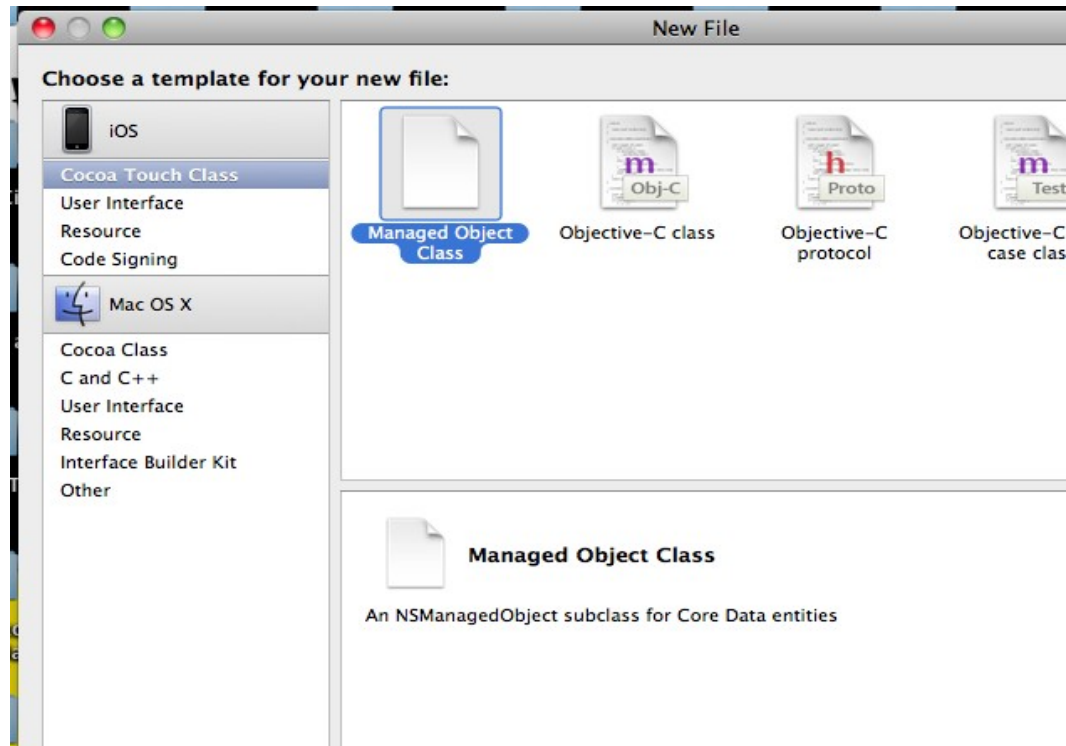 New File
Choose a template for your new file:
iOS
Cocoa Touch Class
User Interface
Resource
Code Signing
Mac OS X
Cocoa Class
C and C++
User Interface
Resource
Interface Builder Kit
Other
m
Obj-C
h
Proto
m
Test
Managed Object
Class
Objective-C class
Objective-C
protocol
Objective-C
case clas
Managed Object Class
An NSManagedObject subclass for Core Data entities